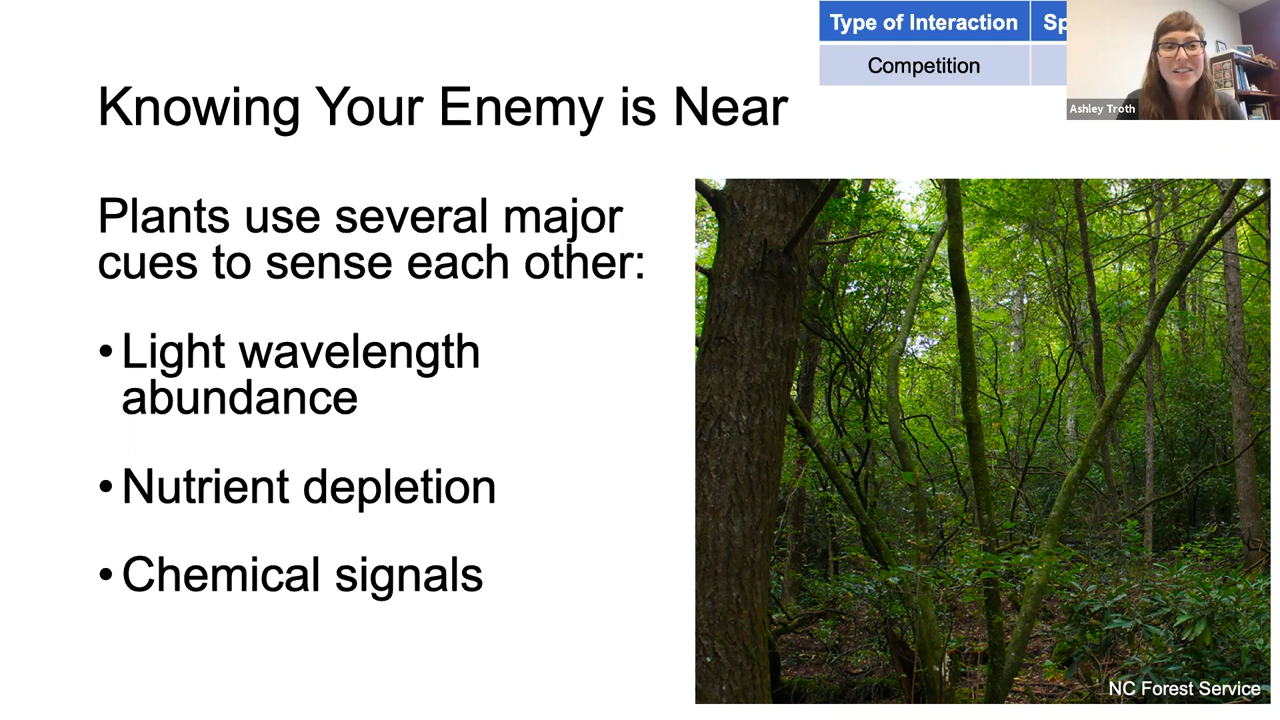 Type of Interaction
Competition
Ashley Troth
Knowing Your Enemy is Near
Plants use several major
cues to sense each other:
• Light wavelength
abundance
• Nutrient depletion
• Chemical signals
NC Forest Service